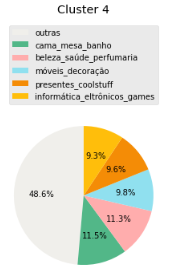 Cluster 4
outras
cama_mesa_banho
beleza_saúde_perfumaria
móveis_decoração
presentes_coolstuff
informática_eltrônicos_games
9.3%
9.6%
48.6%
9.8%
11.3%
11.5%